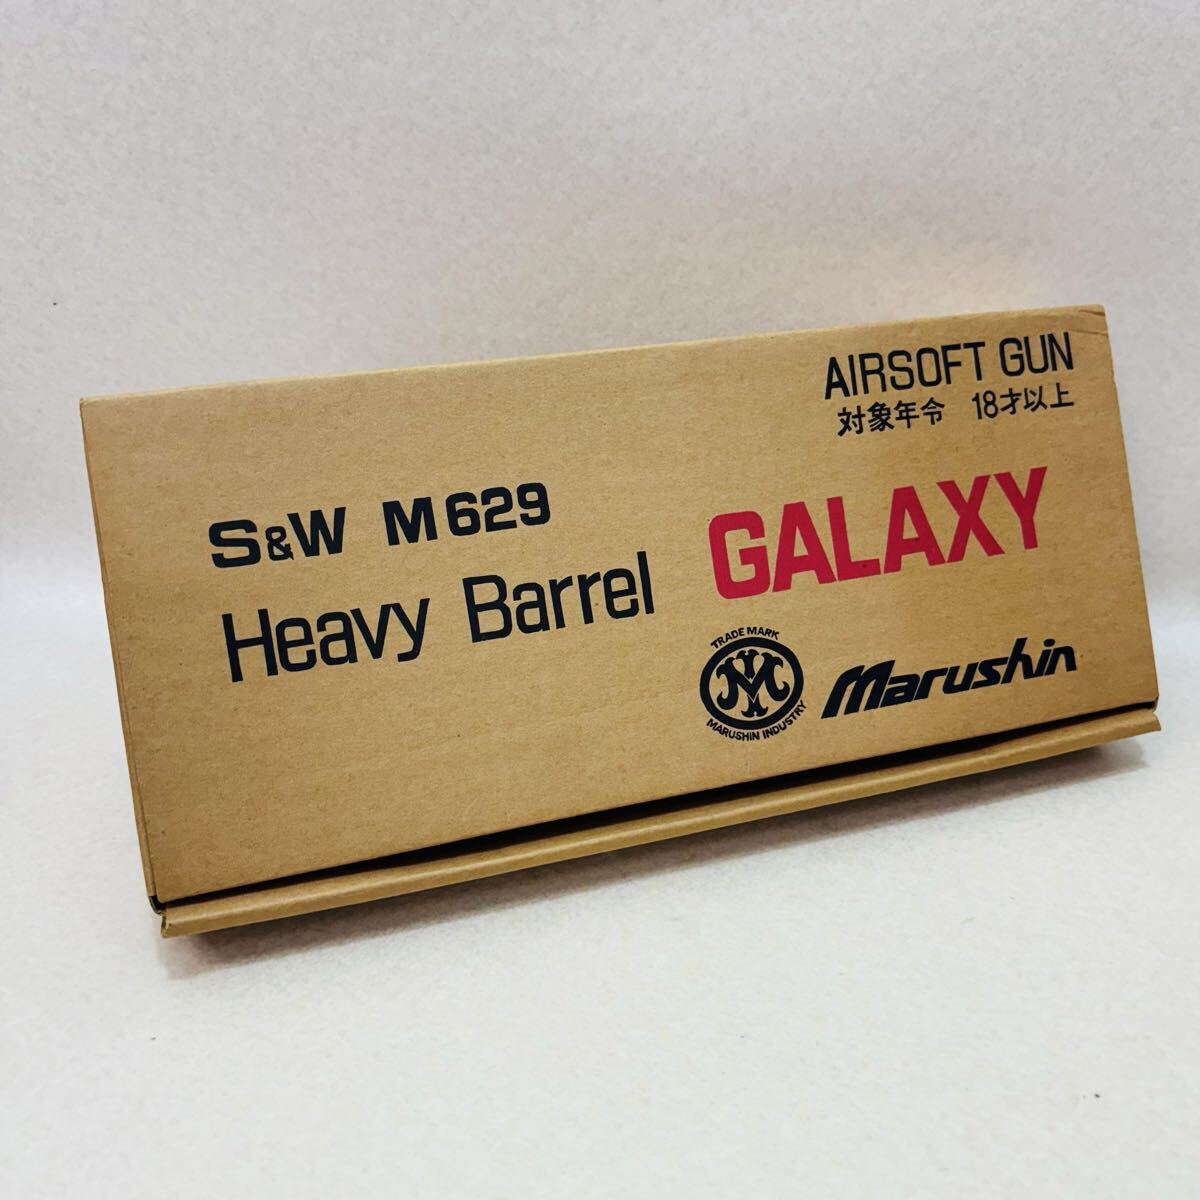 AIRSOFT GUN
対象年令 18才以上
S&W M629
Heavy Barrel
GALAXY
TRADE MARK
M
MARUSHIN INDUSTRY
Marushin